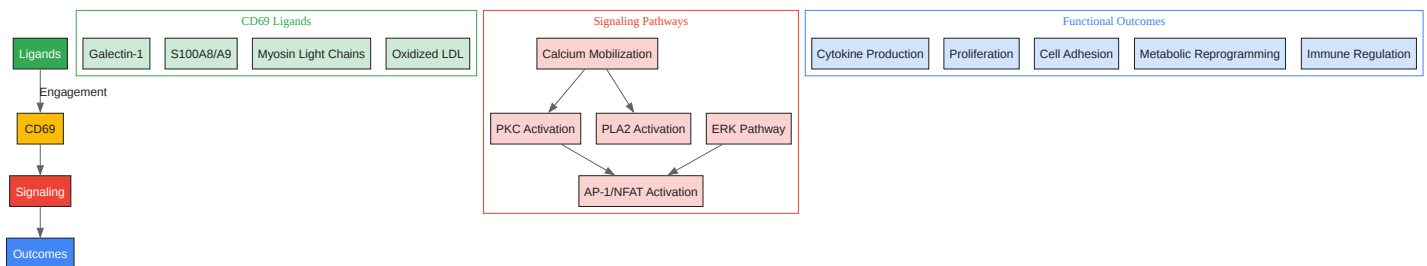 CD69 Ligands
Signaling Pathways
Functional Outcomes
Ligands
Galectin-1
S100A8/A9
Myosin Light Chains
Oxidized LDL
Calcium Mobilization
Cytokine Production
Proliferation
Cell Adhesion
Metabolic Reprogramming
Immune Regulation
Engagement
CD69
PKC Activation
PLA2 Activation
ERK Pathway
Signaling
AP-1/NFAT Activation
Outcomes